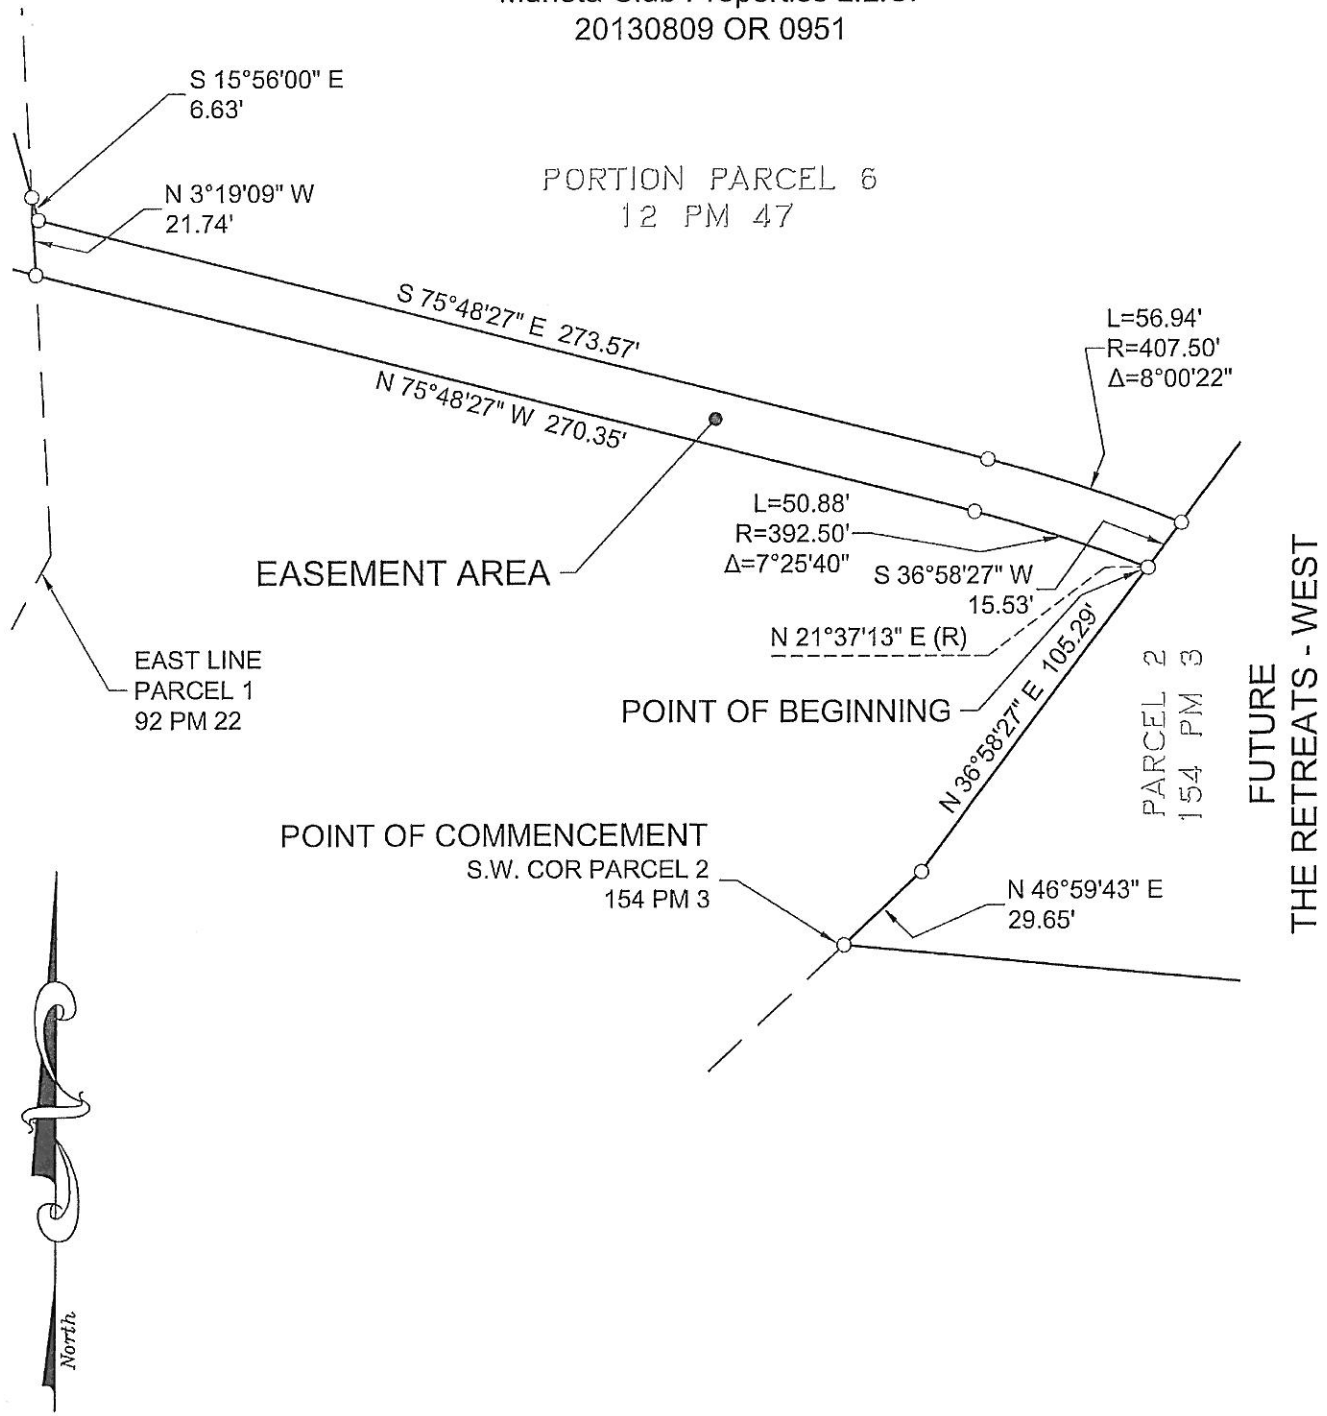 20130809 OR 0951
S 15°56'00" E
6.63'
N 3°19'09" W
21.74'
PORTION PARCEL 6
12 PM 47
S 75°48'27" E 273.57'
N 75°48'27" W 270.35'
L=56.94'
R=407.50'
Δ=8°00'22"
L=50.88'
R=392.50'
Δ=7°25'40"
EASEMENT AREA
S 36°58'27" W
15.53'
N 21°37'13" E (R)
EAST LINE
PARCEL 1
92 PM 22
POINT OF BEGINNING
N 36°58'27" E 105.29'
PARCEL 2
154 PM 3
FUTURE
THE RETREATS - WEST
POINT OF COMMENCEMENT
S.W. COR PARCEL 2
154 PM 3
N 46°59'43" E
29.65'
North